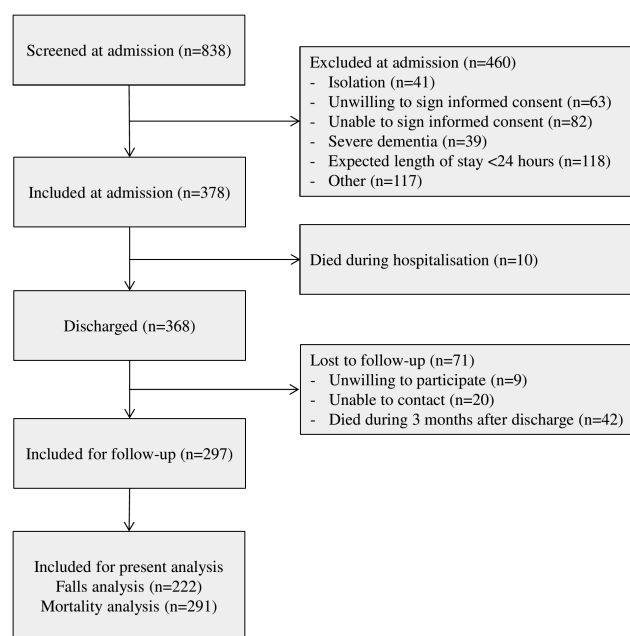 Screened at admission (n=838)
Excluded at admission (n=460)
- Isolation (n=41)
- Unwilling to sign informed consent (n=63)
- Unable to sign informed consent (n=82)
- Severe dementia (n=39)
- Expected length of stay <24 hours (n=118)
- Other (n=117)
Included at admission (n=378)
Died during hospitalisation (n=10)
Discharged (n=368)
Lost to follow-up (n=71)
- Unwilling to participate (n=9)
- Unable to contact (n=20)
- Died during 3 months after discharge (n=42)
Included for follow-up (n=297)
Included for present analysis
Falls analysis (n=222)
Mortality analysis (n=291)